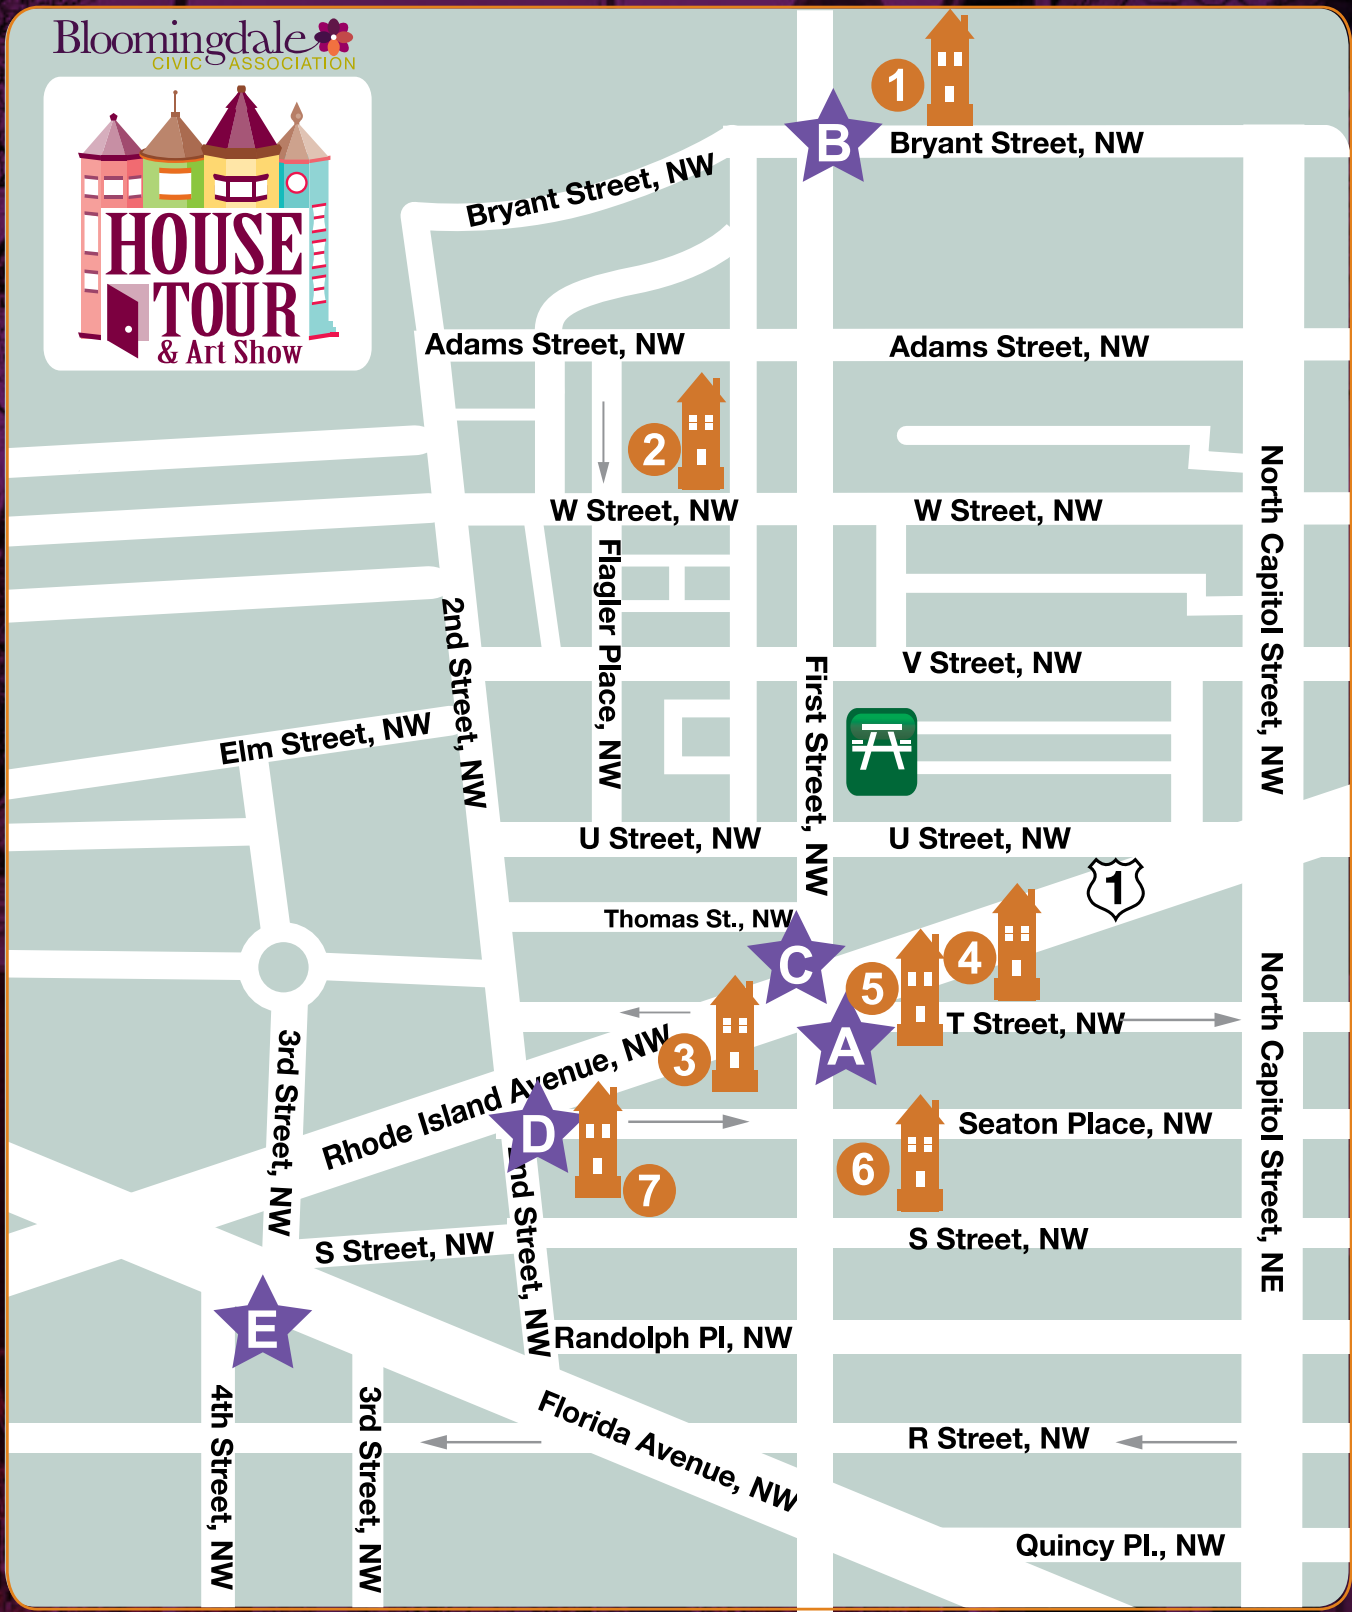 Bloomingdale
CIVIC ASSOCIATION
HOUSE
TOUR
& Art Show
1
B
Bryant Street, NW
Bryant Street, NW
Adams Street, NW
Adams Street, NW
2
W Street, NW
W Street, NW
North Capitol Street, NW
Flagler Place, NW
2nd Street, NW
First Street, NW
V Street, NW
Elm Street, NW
U Street, NW
U Street, NW
1
Thomas St., NW
C
4
5
T Street, NW
A
3
Rhode Island Avenue, NW
North Capitol Street, NE
3rd Street, NW
D
Seaton Place, NW
6
7
nd Street, NW
S Street, NW
S Street, NW
E
Randolph Pl, NW
4th Street, NW
3rd Street, NW
Florida Avenue, NW
R Street, NW
Quincy Pl., NW